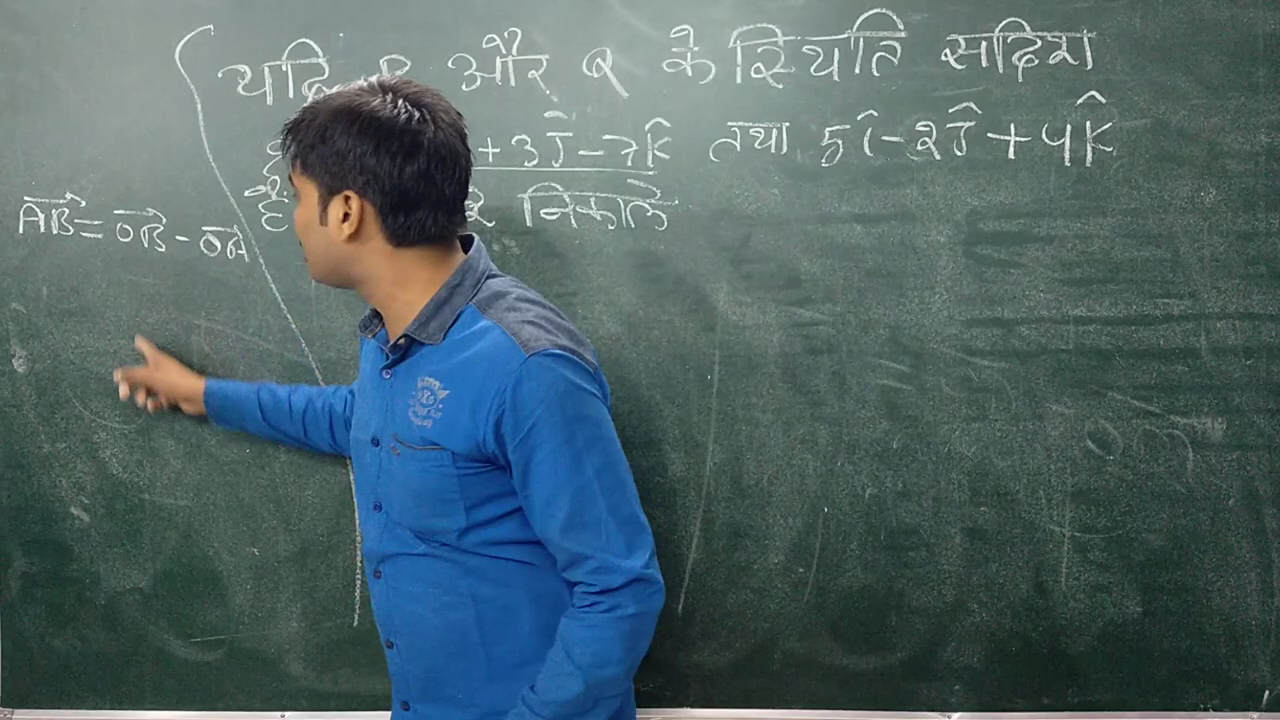 यदि P और Q के स्थिति सदिश
+ 3ĵ - 7k̂ तथा 5î - 2ĵ + 4k̂
है निकाले
AB⃗ = OB⃗ - OA⃗